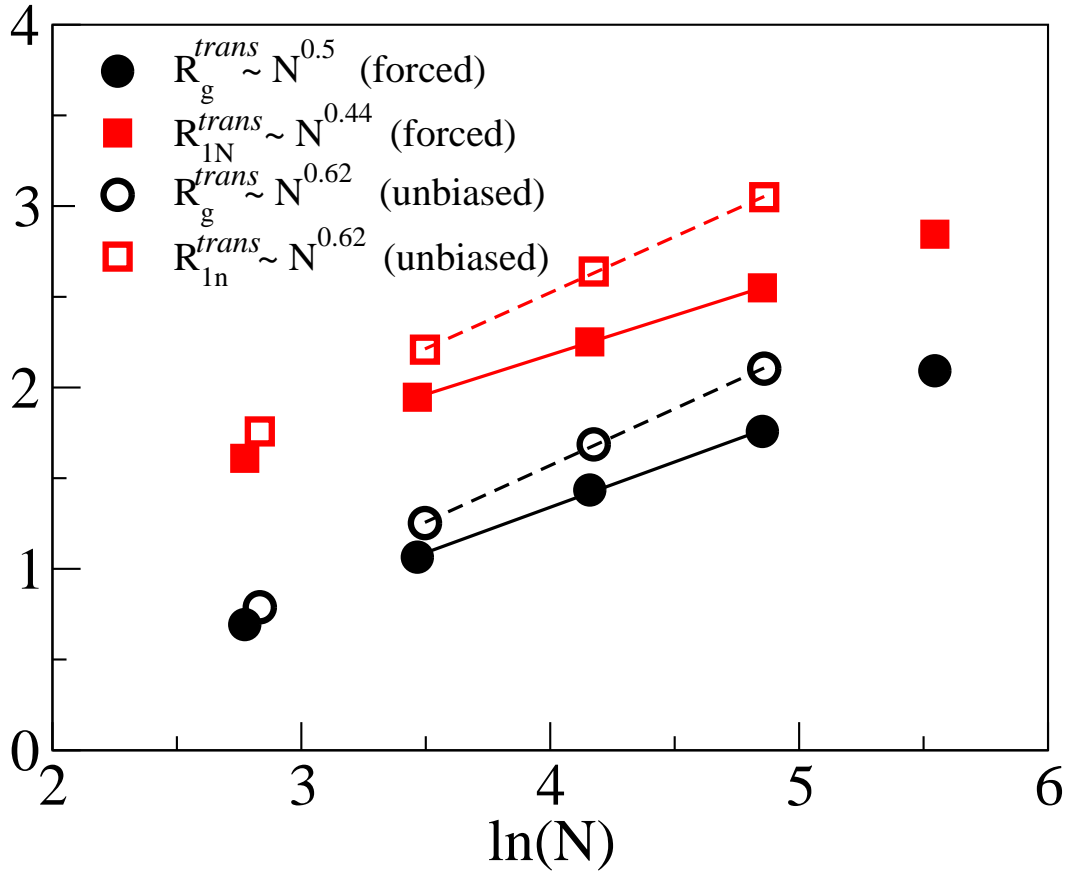 4
R_g^trans ~ N^0.5 (forced)
R_1N^trans ~ N^0.44 (forced)
R_g^trans ~ N^0.62 (unbiased)
R_1n^trans ~ N^0.62 (unbiased)
3
2
1
0
2 3 4 5 6
ln(N)